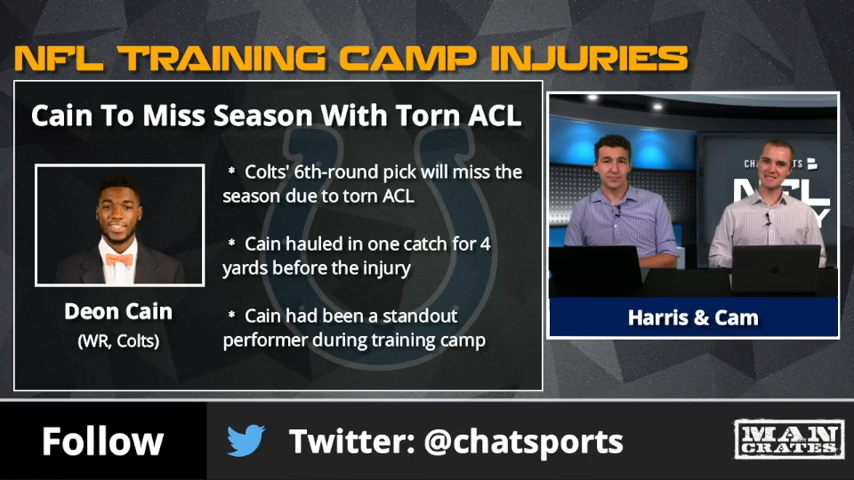 NFL TRAINING CAMP INJURIES
Cain To Miss Season With Torn ACL
* Colts' 6th-round pick will miss the
season due to torn ACL
* Cain hauled in one catch for 4
yards before the injury
* Cain had been a standout
performer during training camp
Deon Cain
(WR, Colts)
NFL
Harris & Cam
Follow
Twitter: @chatsports
MAN
CRATES